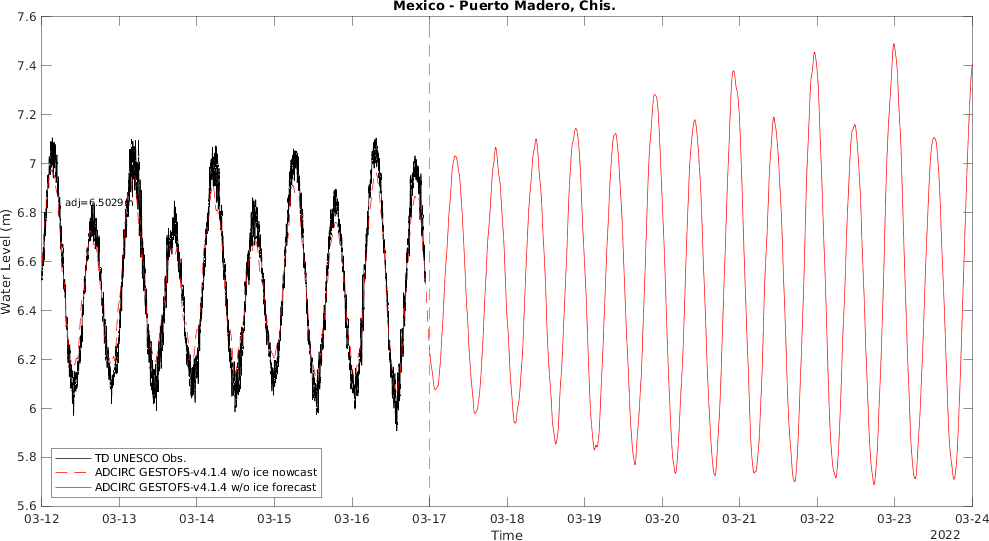 Mexico - Puerto Madero, Chis.
7.6
7.4
7.2
7
6.8
6.6
6.4
6.2
6
5.8
5.6
Water Level (m)
adj=6.5029m
TD UNESCO Obs.
ADCIRC GESTOFS-v4.1.4 w/o ice nowcast
ADCIRC GESTOFS-v4.1.4 w/o ice forecast
03-12 03-13 03-14 03-15 03-16 03-17 03-18 03-19 03-20 03-21 03-22 03-23 03-24
Time
2022